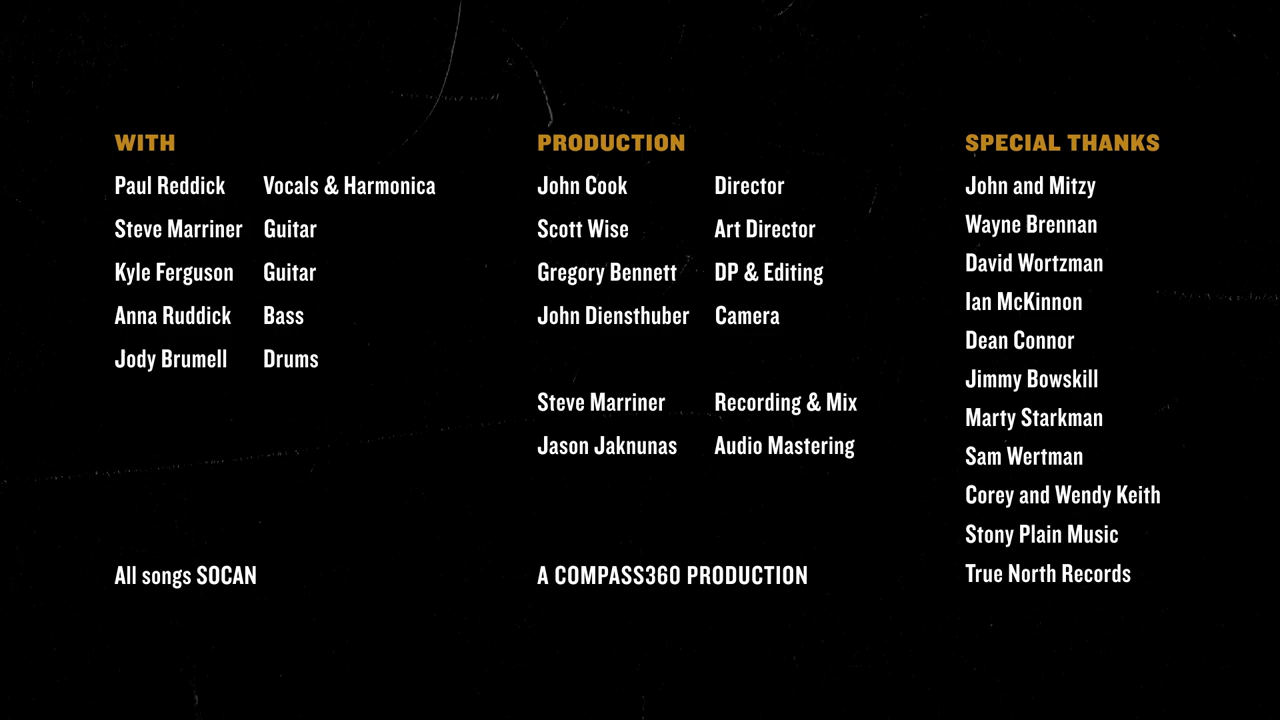 WITH
Paul Reddick Vocals & Harmonica
Steve Marriner Guitar
Kyle Ferguson Guitar
Anna Ruddick Bass
Jody Brumell Drums
All songs SOCAN
PRODUCTION
John Cook Director
Scott Wise Art Director
Gregory Bennett DP & Editing
John Diensthuber Camera
Steve Marriner Recording & Mix
Jason Jaknunas Audio Mastering
A COMPASS360 PRODUCTION
SPECIAL THANKS
John and Mitzy
Wayne Brennan
David Wortzman
Ian McKinnon
Dean Connor
Jimmy Bowskill
Marty Starkman
Sam Wertman
Corey and Wendy Keith
Stony Plain Music
True North Records